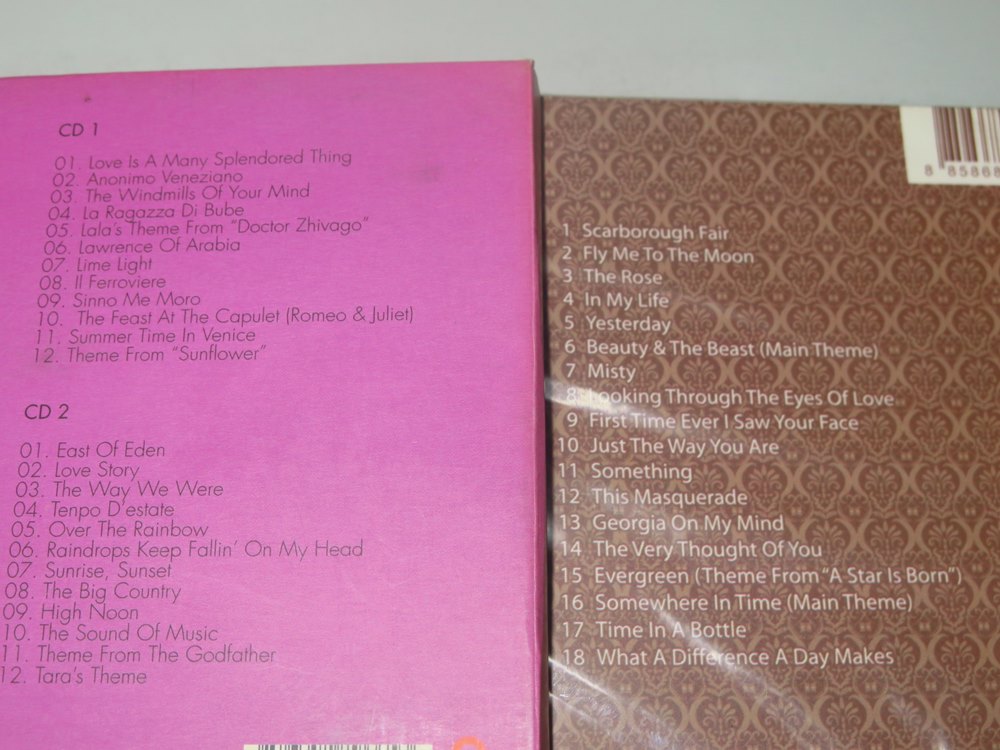 CD 1
01. Love Is A Many Splendored Thing
02. Anonimo Veneziano
03. The Windmills Of Your Mind
04. La Ragazza Di Bube
05. Lala's Theme From "Doctor Zhivago"
06. Lawrence Of Arabia
07. Lime Light
08. Il Ferroviere
09. Sinno Me Moro
10. The Feast At The Capulet (Romeo & Juliet)
11. Summer Time In Venice
12. Theme From "Sunflower"
CD 2
01. East Of Eden
02. Love Story
03. The Way We Were
04. Tenpo D'estate
05. Over The Rainbow
06. Raindrops Keep Fallin' On My Head
07. Sunrise, Sunset
08. The Big Country
09. High Noon
10. The Sound Of Music
11. Theme From The Godfather
12. Tara's Theme
8 85868
1 Scarborough Fair
2 Fly Me To The Moon
3 The Rose
4 In My Life
5 Yesterday
6 Beauty & The Beast (Main Theme)
7 Misty
8 Looking Through The Eyes Of Love
9 First Time Ever I Saw Your Face
10 Just The Way You Are
11 Something
12 This Masquerade
13 Georgia On My Mind
14 The Very Thought Of You
15 Evergreen (Theme From "A Star Is Born")
16 Somewhere In Time (Main Theme)
17 Time In A Bottle
18 What A Difference A Day Makes